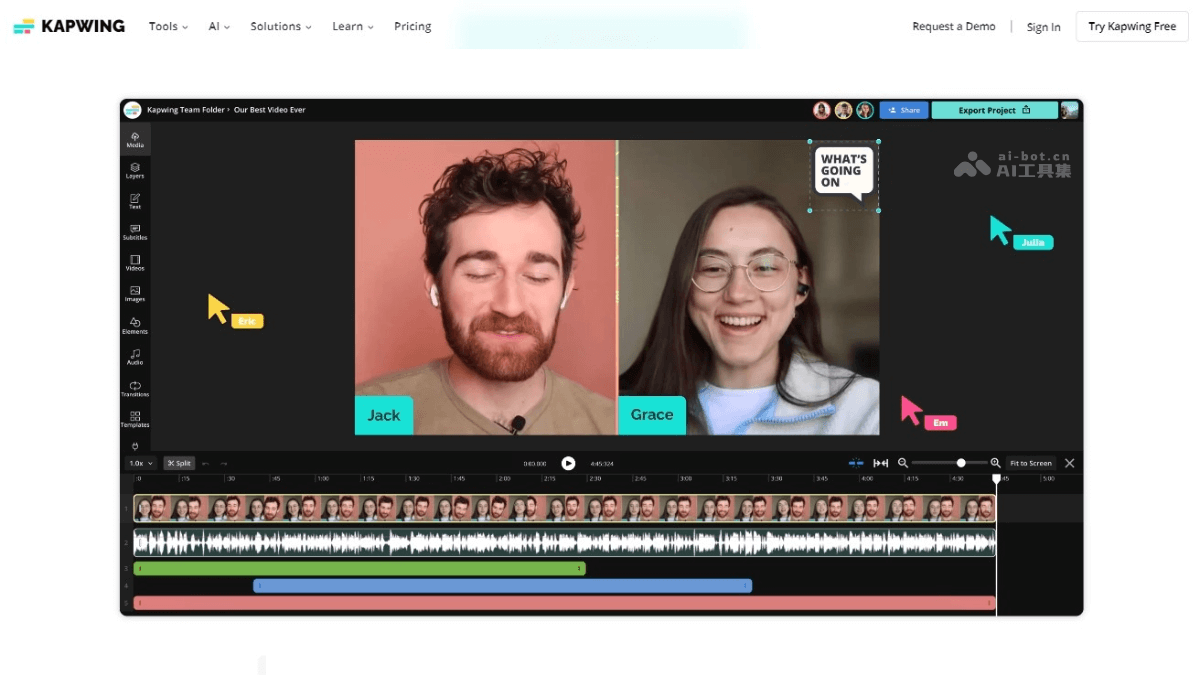 KAPWING
Tools AI Solutions Learn Pricing
Request a Demo | Sign In Try Kapwing Free
Kapwing Team Folder › Our Best Video Ever
Share Export Project
Media
Layers
Text
Subtitles
Videos
Images
Elements
Audio
Transitions
Templates
WHAT'S
GOING
ON
ai-bot.cn
AI工具集
Julia
Eric
Em
Jack
Grace
1.0x Split 0:00.000 4:45:324 Fit to Screen
:0 :15 :30 :45 1:00 1:15 1:30 1:45 2:00 2:15 2:30 2:45 3:00 3:15 3:30 3:45 4:00 4:15 4:30 :45 5:00
1
2
3
4
5